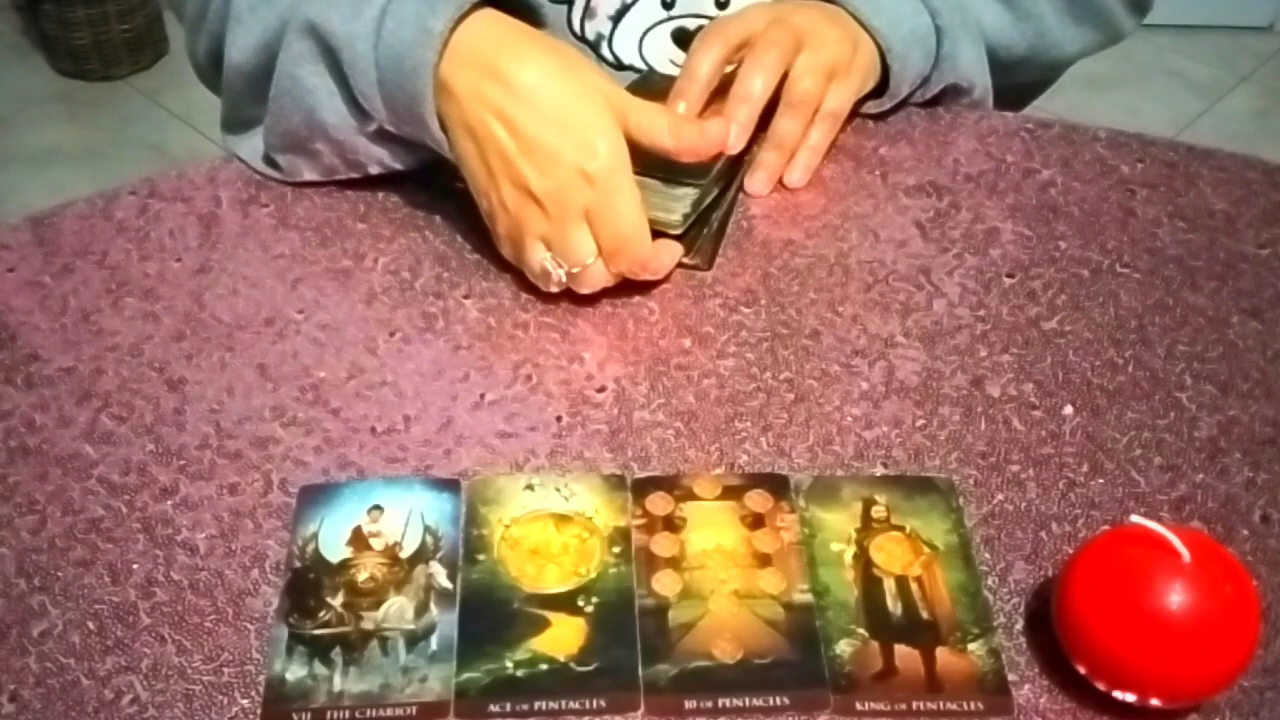 VII THE CHARIOT
ACE OF PENTACLES
10 OF PENTACLES
KING OF PENTACLES